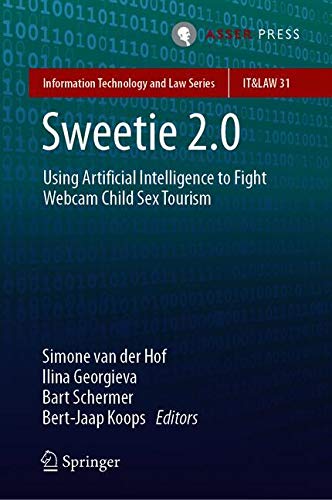 ASSER PRESS
Information Technology and Law Series
IT&LAW 31
Sweetie 2.0
Using Artificial Intelligence to Fight
Webcam Child Sex Tourism
Simone van der Hof
Ilina Georgieva
Bart Schermer
Bert-Jaap Koops Editors
Springer